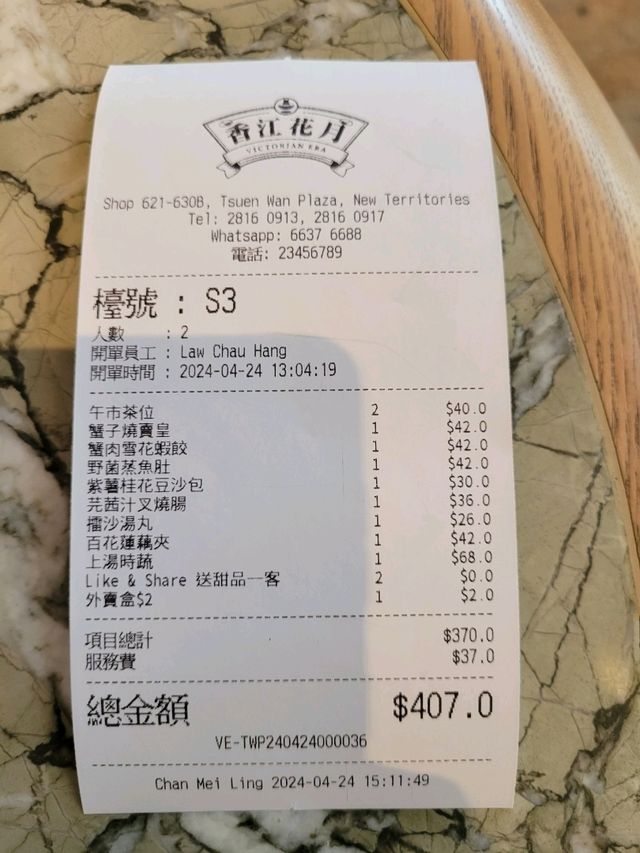 香江花月
VICTORIAN ERA
Shop 621-630B, Tsuen Wan Plaza, New Territories
Tel: 2816 0913, 2816 0917
Whatsapp: 6637 6688
電話: 23456789
檯號 : S3
人數 : 2
開單員工 : Law Chau Hang
開單時間 : 2024-04-24 13:04:19
午市茶位 2 $40.0
蟹子燒賣皇 1 $42.0
蟹肉雪花蝦餃 1 $42.0
野菌蒸魚肚 1 $42.0
紫薯桂花豆沙包 1 $30.0
芫茜汁叉燒腸 1 $36.0
擂沙湯丸 1 $26.0
百花蓮藕夾 1 $42.0
上湯時蔬 1 $68.0
Like & Share 送甜品一客 2 $0.0
外賣盒$2 1 $2.0
項目總計 $370.0
服務費 $37.0
總金額 $407.0
VE-TWP240424000036
Chan Mei Ling 2024-04-24 15:11:49